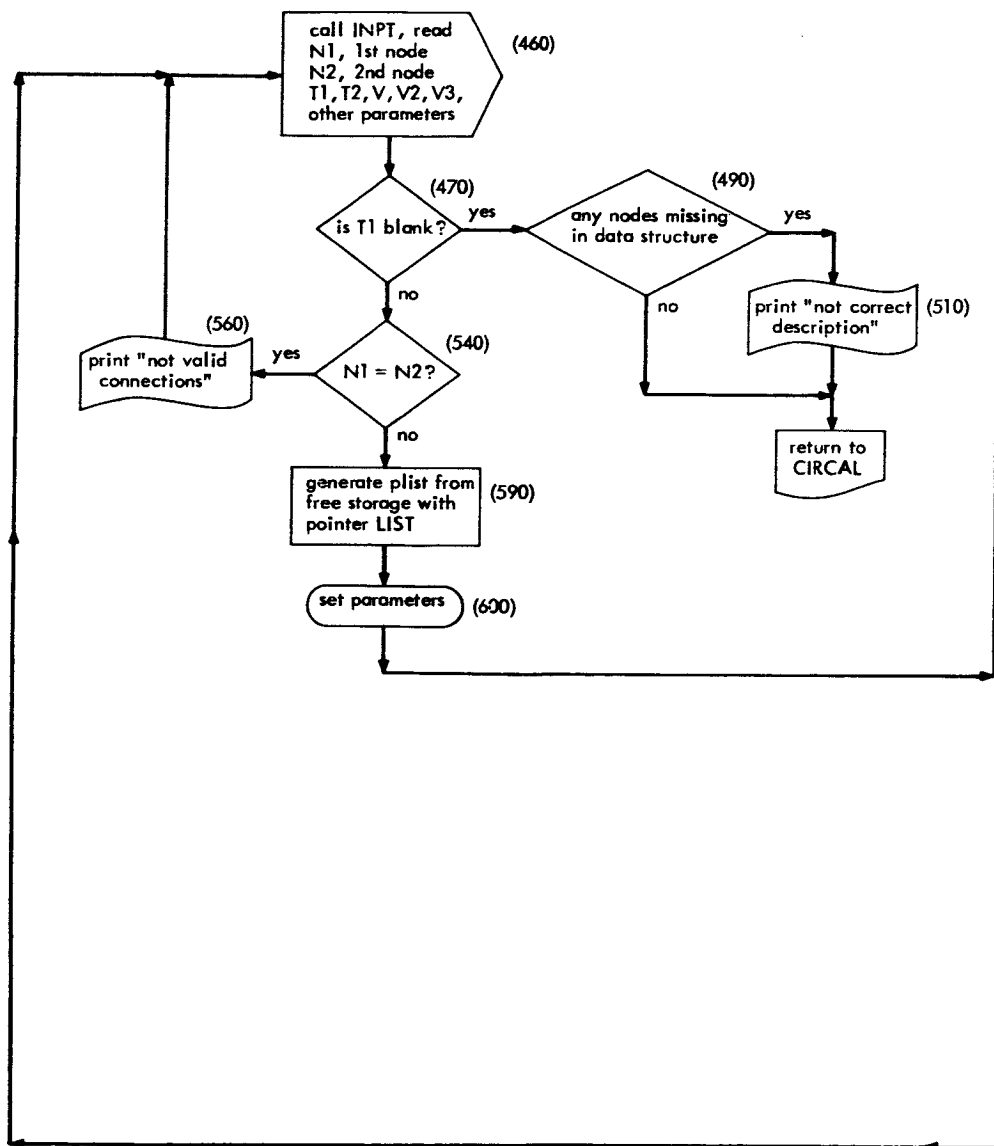 call INPT, read
N1, 1st node
N2, 2nd node
T1, T2, V, V2, V3,
other parameters
(460)
(470)
is T1 blank?
yes
no
(490)
any nodes missing
in data structure
yes
no
print "not correct
description"
(510)
return to
CIRCAL
(540)
N1 = N2?
yes
no
(560)
print "not valid
connections"
generate plist from
free storage with
pointer LIST
(590)
set parameters
(600)